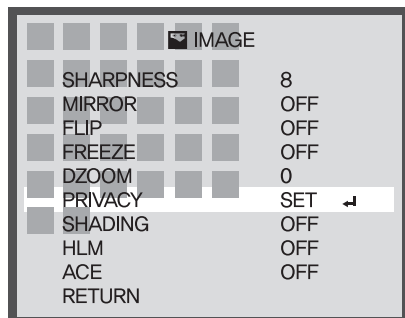 IMAGE
SHARPNESS 8
MIRROR OFF
FLIP OFF
FREEZE OFF
DZOOM 0
PRIVACY SET ↵
SHADING OFF
HLM OFF
ACE OFF
RETURN